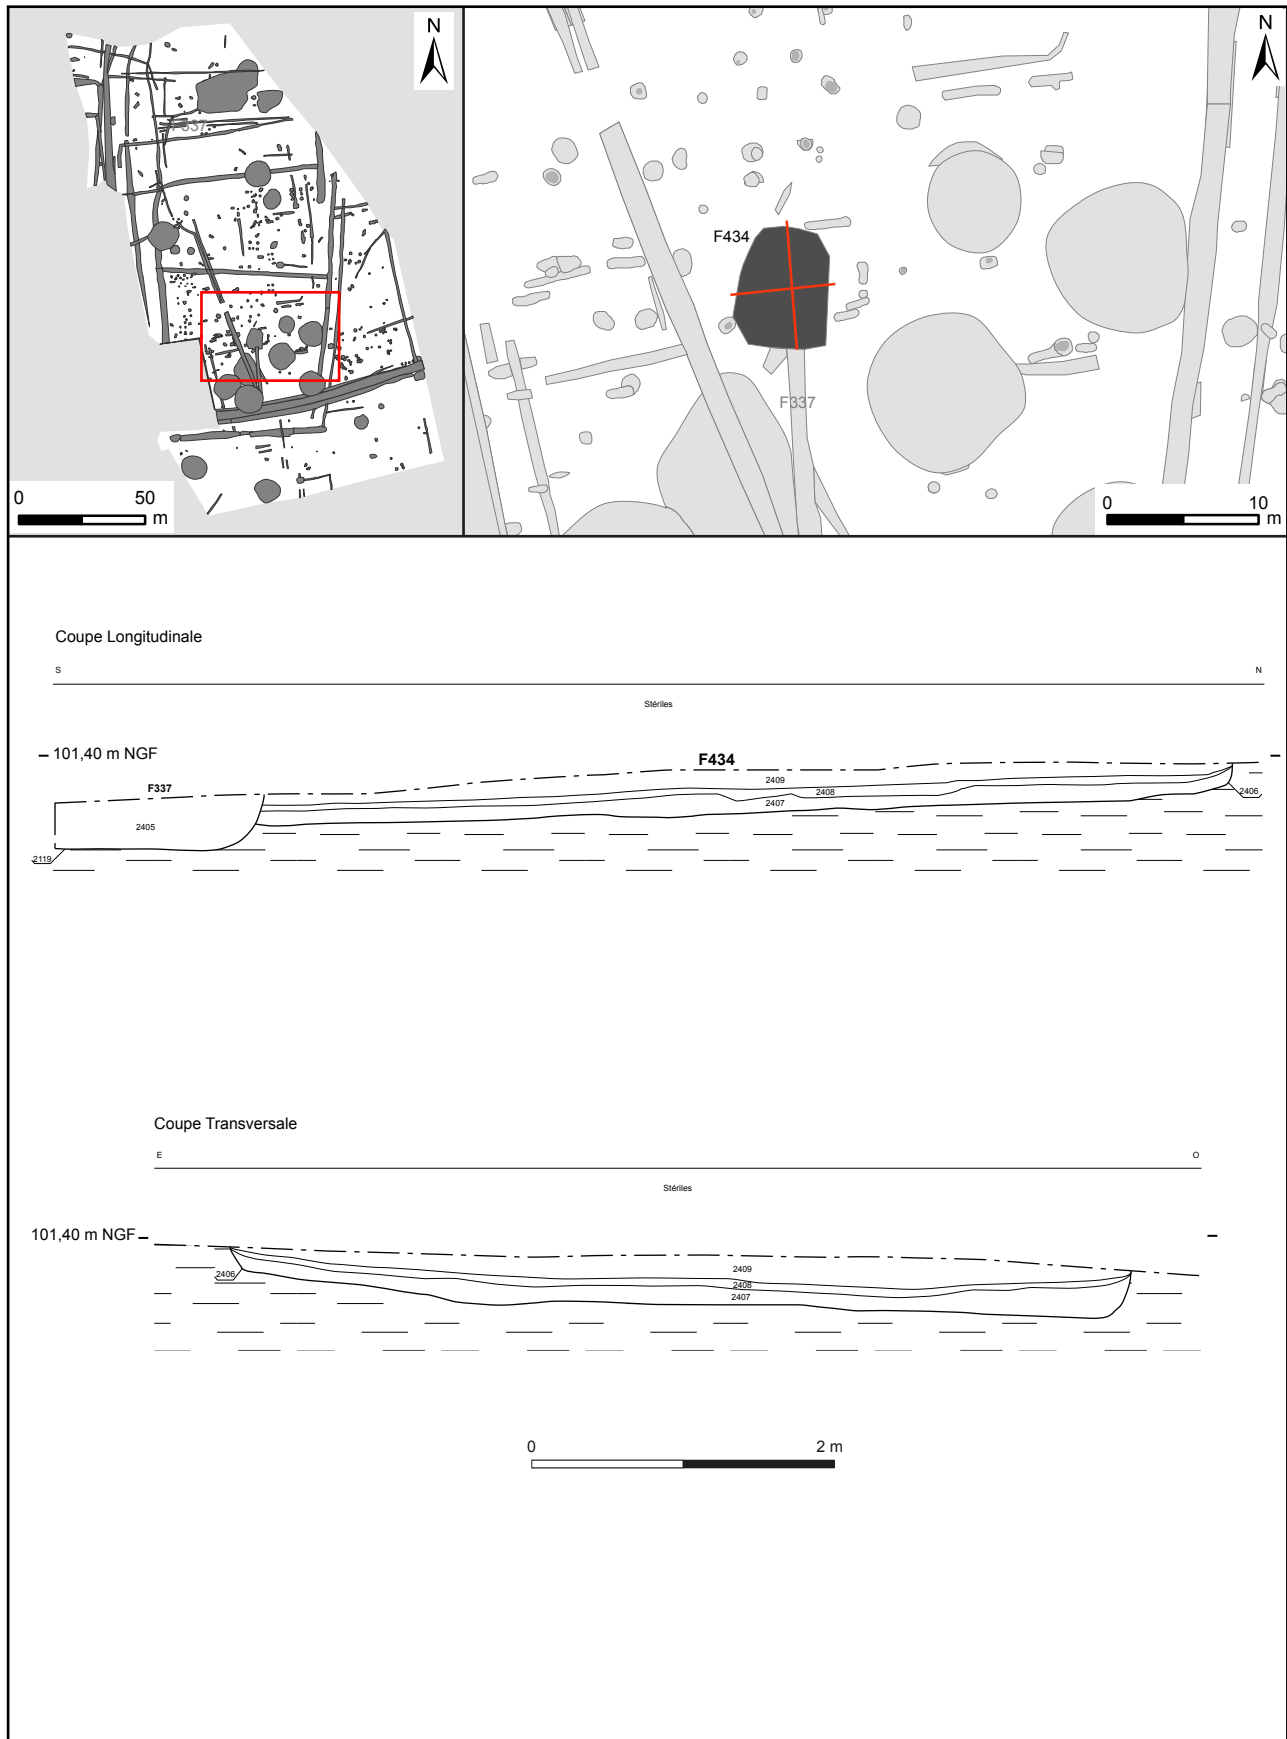 N
F337
0 50
m
N
F434
F337
0 10
m
Coupe Longitudinale
S N
Stériles
101,40 m NGF
F434
F337
2409
2408
2407
2406
2405
2119
Coupe Transversale
E O
Stériles
101,40 m NGF
2409
2406
2408
2407
0 2 m